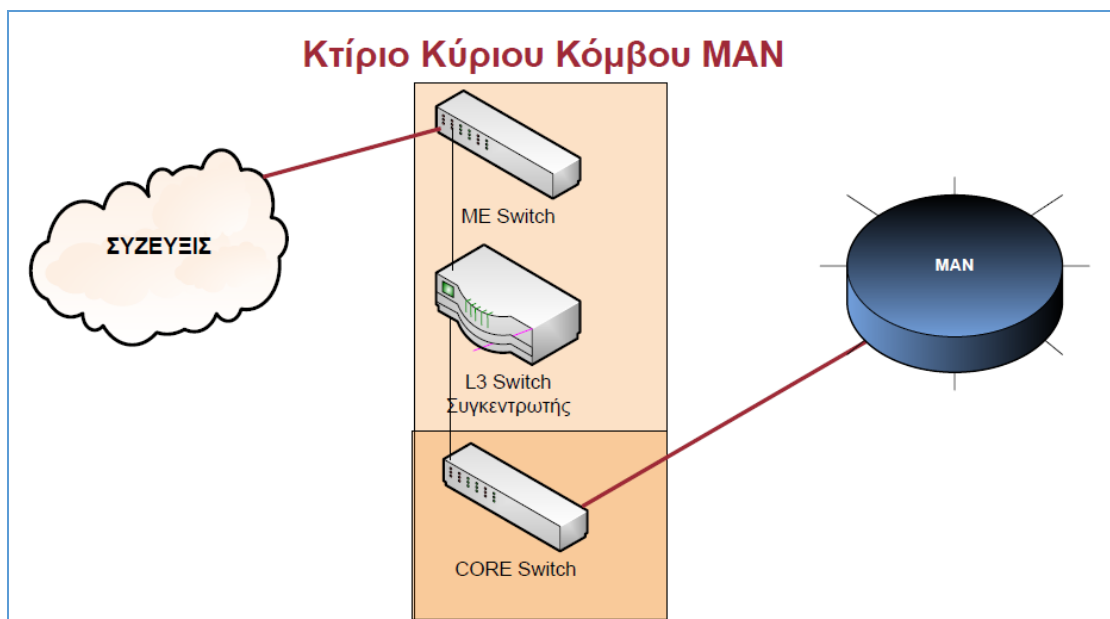 Κτίριο Κύριου Κόμβου MAN
ME Switch
ΣΥΖΕΥΞΙΣ
MAN
L3 Switch
Συγκεντρωτής
CORE Switch